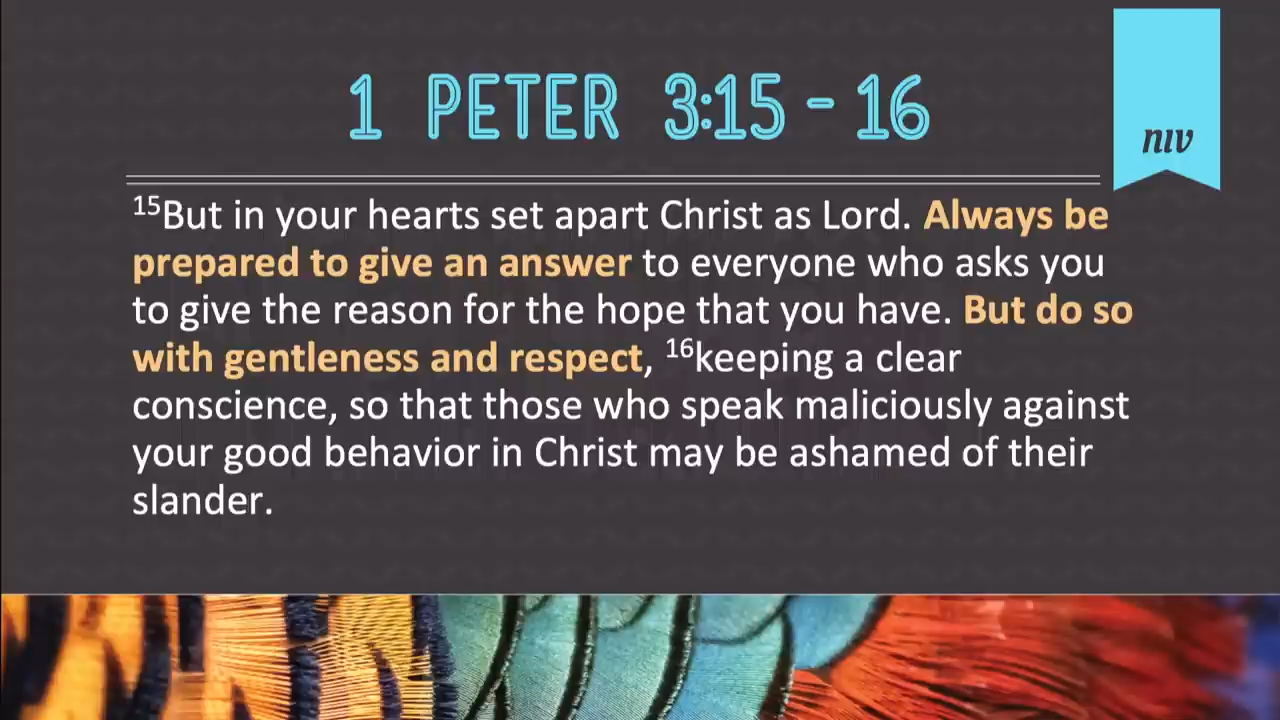 1 PETER 3:15 - 16
niv
15But in your hearts set apart Christ as Lord. Always be
prepared to give an answer to everyone who asks you
to give the reason for the hope that you have. But do so
with gentleness and respect, 16keeping a clear
conscience, so that those who speak maliciously against
your good behavior in Christ may be ashamed of their
slander.